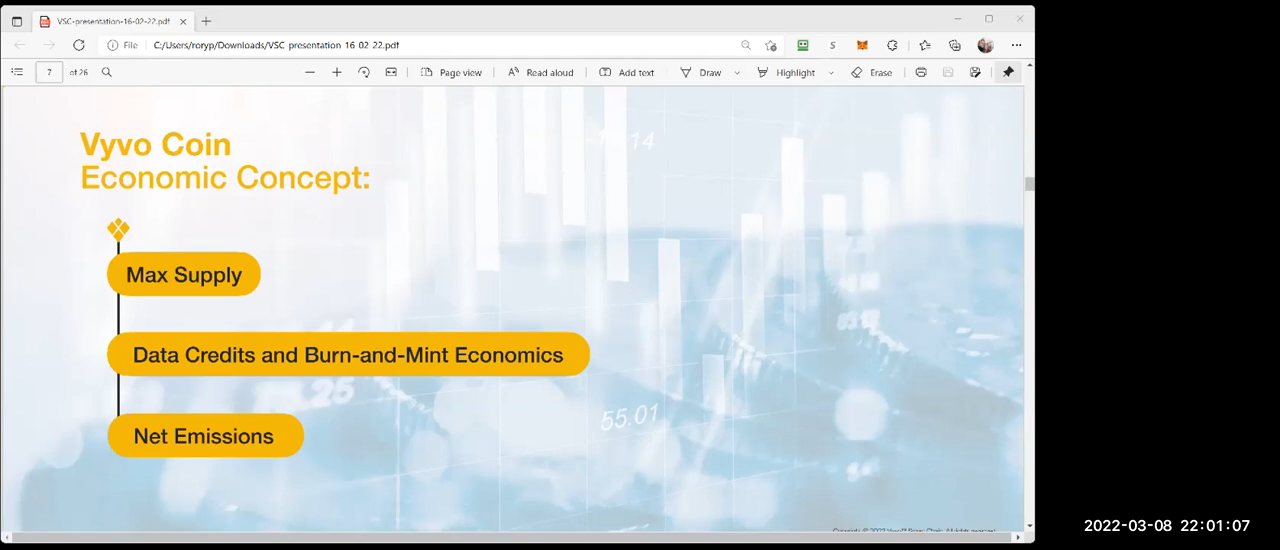 VSC-presentation-16-02-22.pdf
File
C:/Users/roryp/Downloads/VSC presentation 16 02 22.pdf
7 of 26
Page view
Read aloud
Add text
Draw
Highlight
Erase
Vyvo Coin
Economic Concept:
Max Supply
Data Credits and Burn-and-Mint Economics
Net Emissions
55.01
2022-03-08 22:01:07